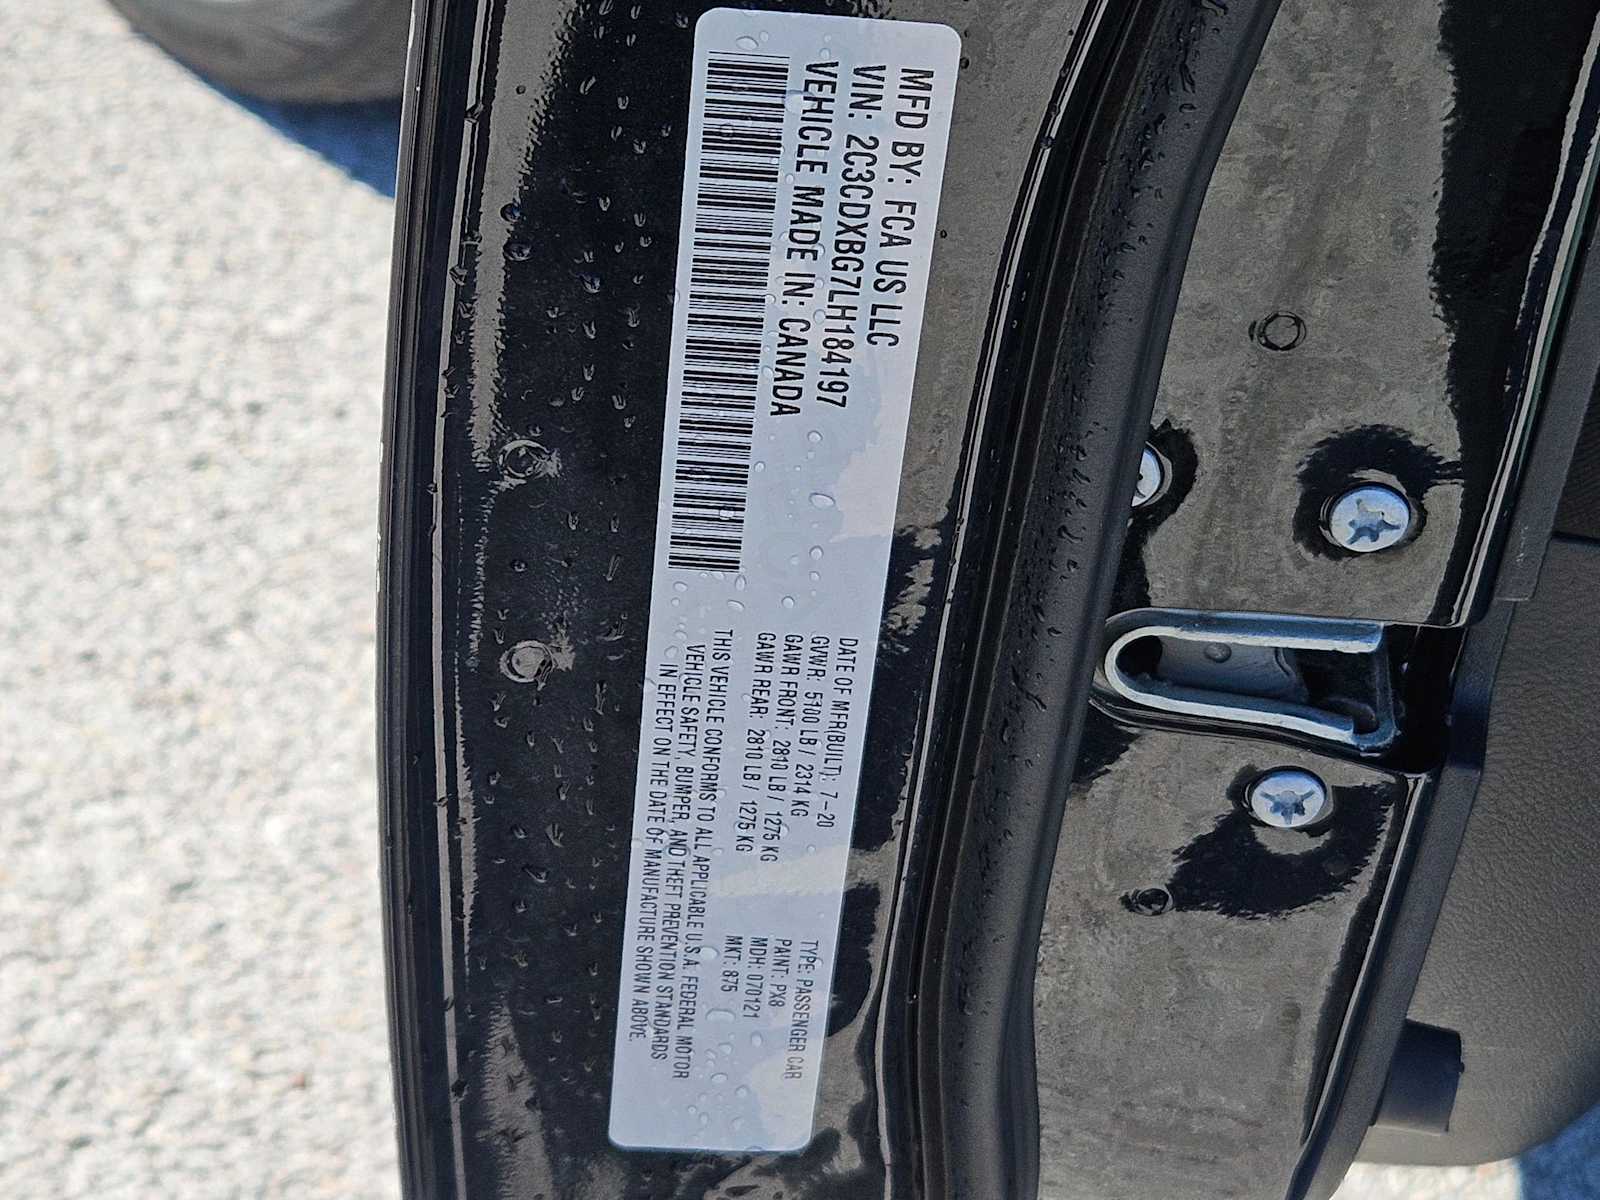 MFD BY: FCA US LLC
VIN: 2C3CDXBG7LH184197
VEHICLE MADE IN: CANADA
DATE OF MFR(BUILT): 7-20
GVWR: 5100 LB / 2314 KG
GAWR FRONT: 2810 LB / 1275 KG
GAWR REAR: 2810 LB / 1275 KG
TYPE: PASSENGER CAR
PAINT: PX8
MDH: 070121
MKT: 875
THIS VEHICLE CONFORMS TO ALL APPLICABLE U.S.A. FEDERAL MOTOR
VEHICLE SAFETY, BUMPER, AND THEFT PREVENTION STANDARDS
IN EFFECT ON THE DATE OF MANUFACTURE SHOWN ABOVE.